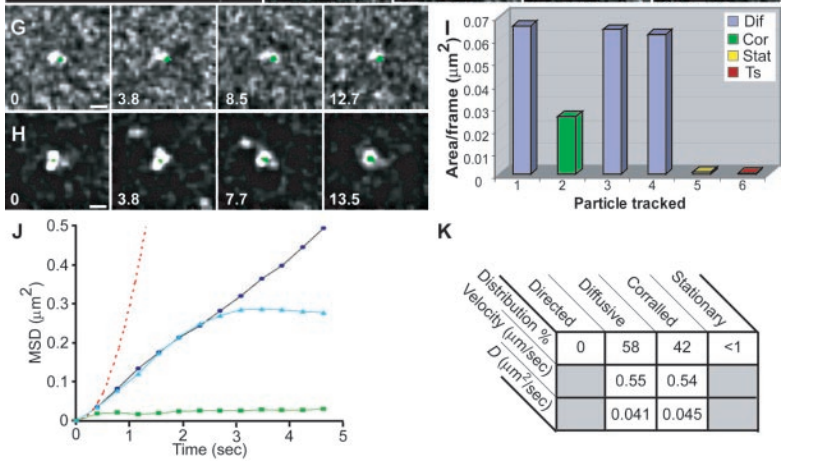 G
0
3.8
8.5
12.7
H
0
3.8
7.7
13.5
I
Area/frame (μm²)
0.07
0.06
0.05
0.04
0.03
0.02
0.01
0
1 2 3 4 5 6
Particle tracked
Dif
Cor
Stat
Ts
J
MSD (μm²)
0.5
0.4
0.3
0.2
0.1
0
0 1 2 3 4 5
Time (sec)
K
Directed
Diffusive
Corralled
Stationary
Distribution %
0 58 42 <1
Velocity (μm/sec)
0.55 0.54
D (μm²/sec)
0.041 0.045